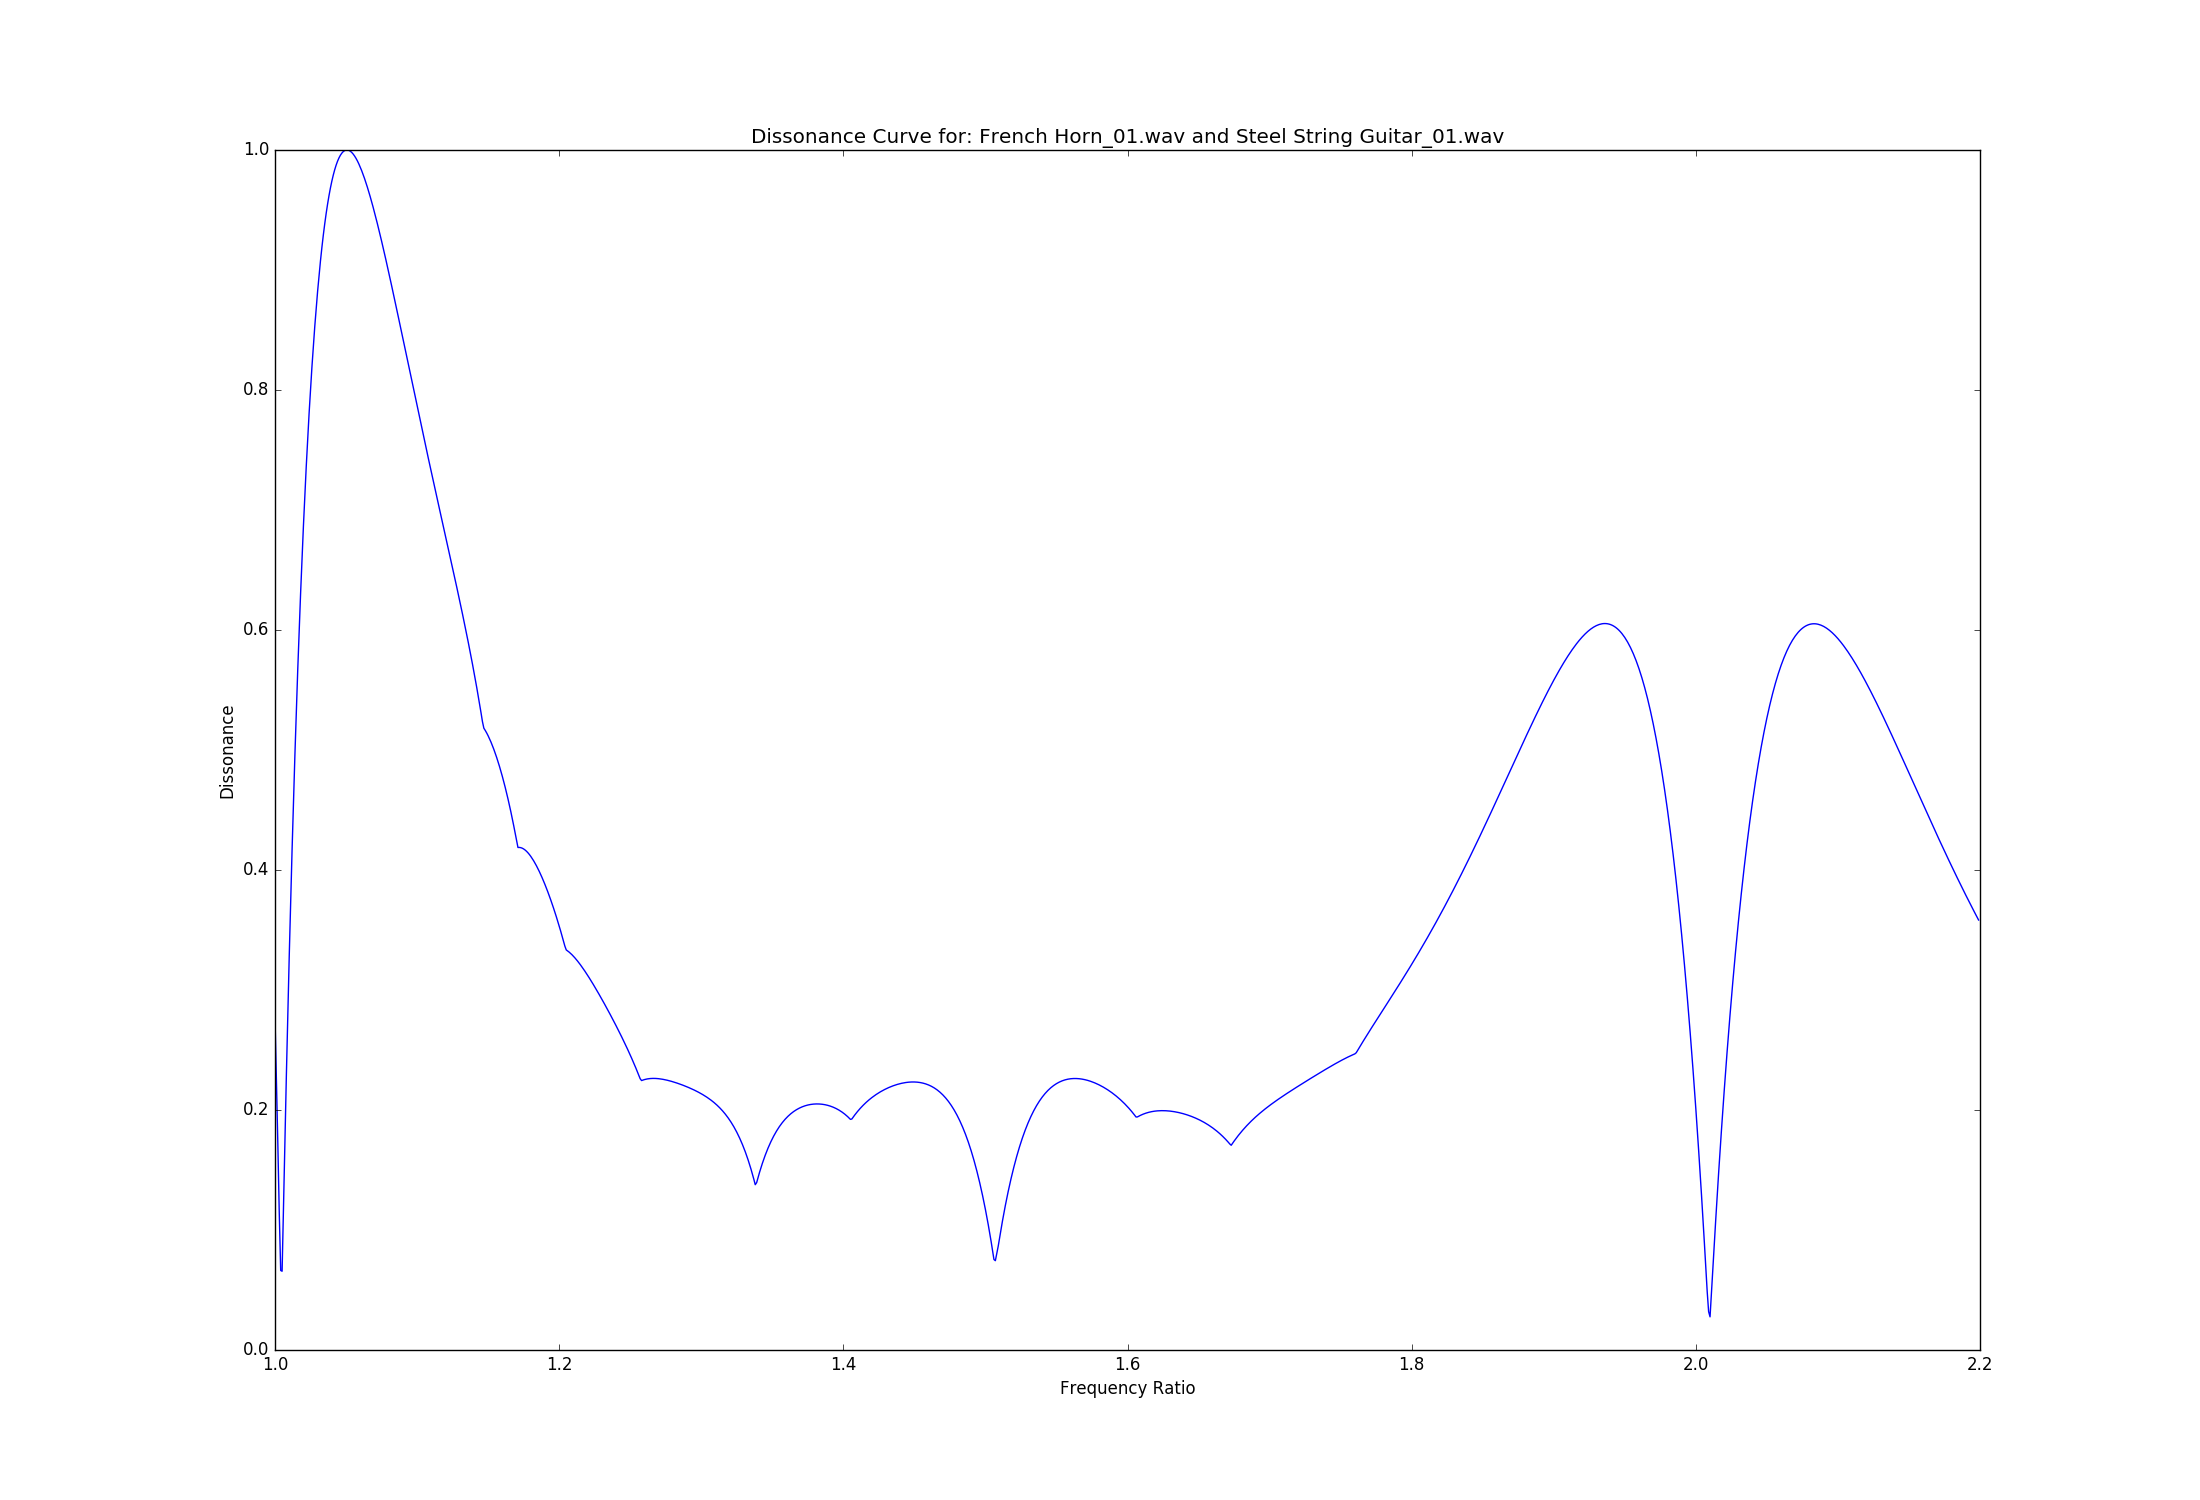 Dissonance Curve for: French Horn_01.wav and Steel String Guitar_01.wav
1.0
0.8
0.6
0.4
0.2
0.0
Dissonance
1.0 1.2 1.4 1.6 1.8 2.0 2.2
Frequency Ratio